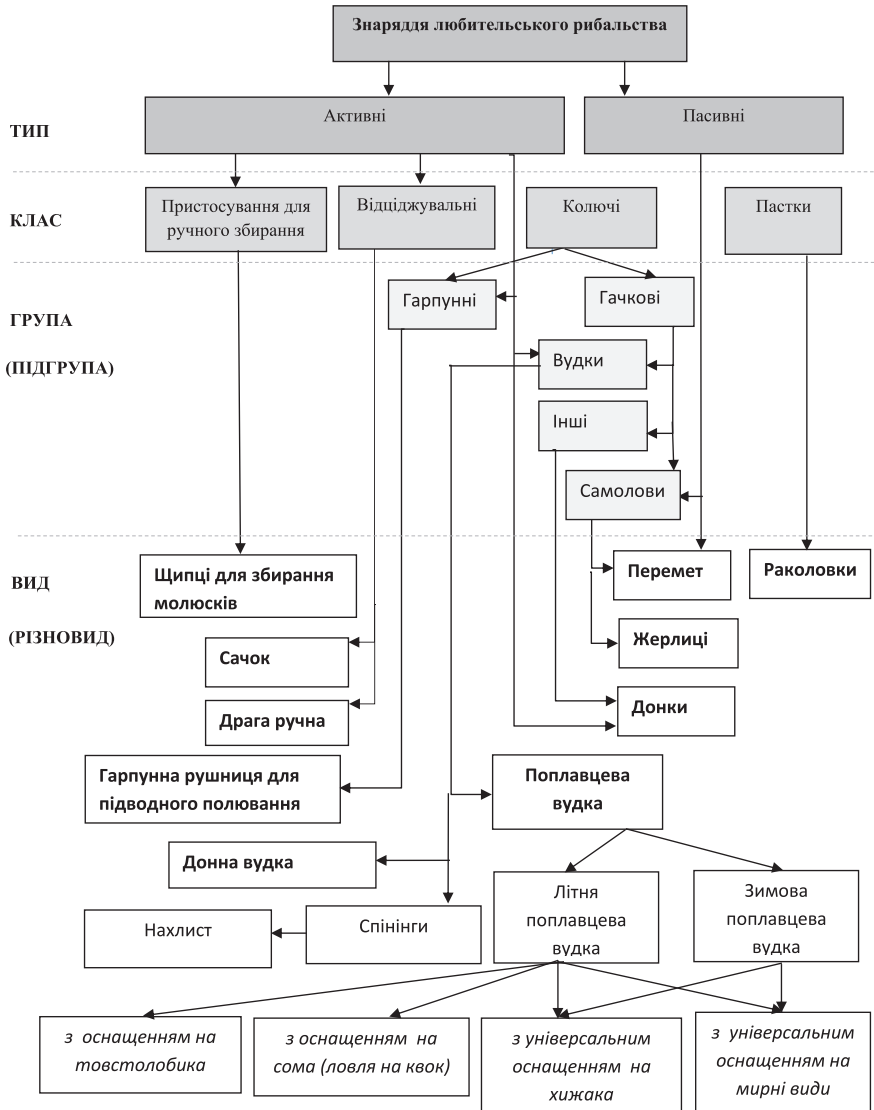 Знаряддя любительського рибальства
ТИП
Активні
Пасивні
КЛАС
Пристосування для
ручного збирання
Відціджувальні
Колючі
Пастки
ГРУПА
(ПІДГРУПА)
Гарпунні
Гачкові
Вудки
Інші
Самолови
ВИД
(РІЗНОВИД)
Щипці для збирання
молюсків
Перемет
Раколовки
Сачок
Жерлиці
Драга ручна
Донки
Гарпунна рушниця для
підводного полювання
Поплавцева
вудка
Донна вудка
Літня
поплавцева
вудка
Зимова
поплавцева
вудка
Нахлист
Спінінги
з оснащенням на
товстолобика
з оснащенням на
сома (ловля на квок)
з універсальним
оснащенням на
хижака
з універсальним
оснащенням на
мирні види